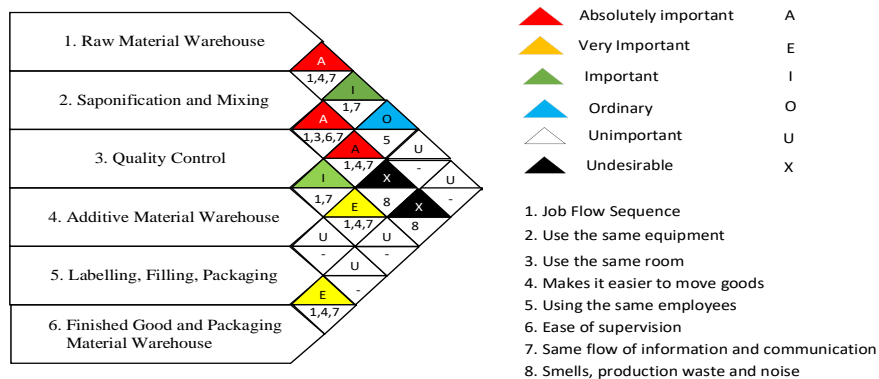 1. Raw Material Warehouse
2. Saponification and Mixing
3. Quality Control
4. Additive Material Warehouse
5. Labelling, Filling, Packaging
6. Finished Good and Packaging
Material Warehouse
A
1,4,7
I
1,7
A
O
1,3,6,7
5
A
U
1,4,7
-
I
X
U
1,7
8
-
E
X
1,4,7
8
U
U
-
-
U
-
E
1,4,7
Absolutely important A
Very Important E
Important I
Ordinary O
Unimportant U
Undesirable X
1. Job Flow Sequence
2. Use the same equipment
3. Use the same room
4. Makes it easier to move goods
5. Using the same employees
6. Ease of supervision
7. Same flow of information and communication
8. Smells, production waste and noise